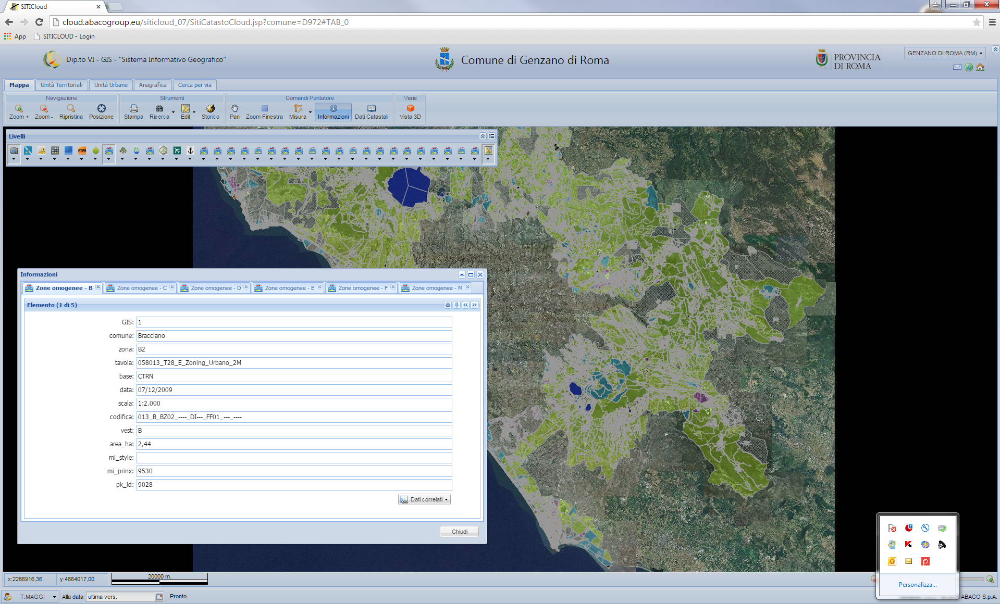 SITICloud
cloud.abacogroup.eu/siticloud_07/SitiCatastoCloud.jsp?comune=D972#TAB_0
App SITICLOUD - Login
Dip.to VI - GIS - "Sistema Informativo Geografico"
Comune di Genzano di Roma
PROVINCIA
DI ROMA
GENZANO DI ROMA (RM)
Mappa Unità Territoriali Unità Urbane Anagrafica Cerca per via
Navigazione Strumenti Comandi Puntatore Varie
Zoom + Zoom - Ripristina Posizione Stampa Ricerca Edit Storico Pan Zoom Finestra Misura Informazioni Dati Catastali Vista 3D
Livelli
PTPR
Informazioni
Zone omogenee - B Zone omogenee - C Zone omogenee - D Zone omogenee - E Zone omogenee - F Zone omogenee - M
Elemento (1 di 5)
GIS: 1
comune: Bracciano
zona: B2
tavola: 058013_T28_E_Zoning_Urbano_2M
base: CTRN
data: 07/12/2009
scala: 1:2.000
codifica: 013_B_BZ02_----_DI---_FF01_---_----
vest: B
area_ha: 2,44
mi_style:
mi_prinx: 9530
pk_id: 9028
Dati correlati
Chiudi
Personalizza...
x:2286916,36 y:4664017,00 20000 m.
T.MAGGI Alla data ultima vers. Pronto
ABACO S.p.A.